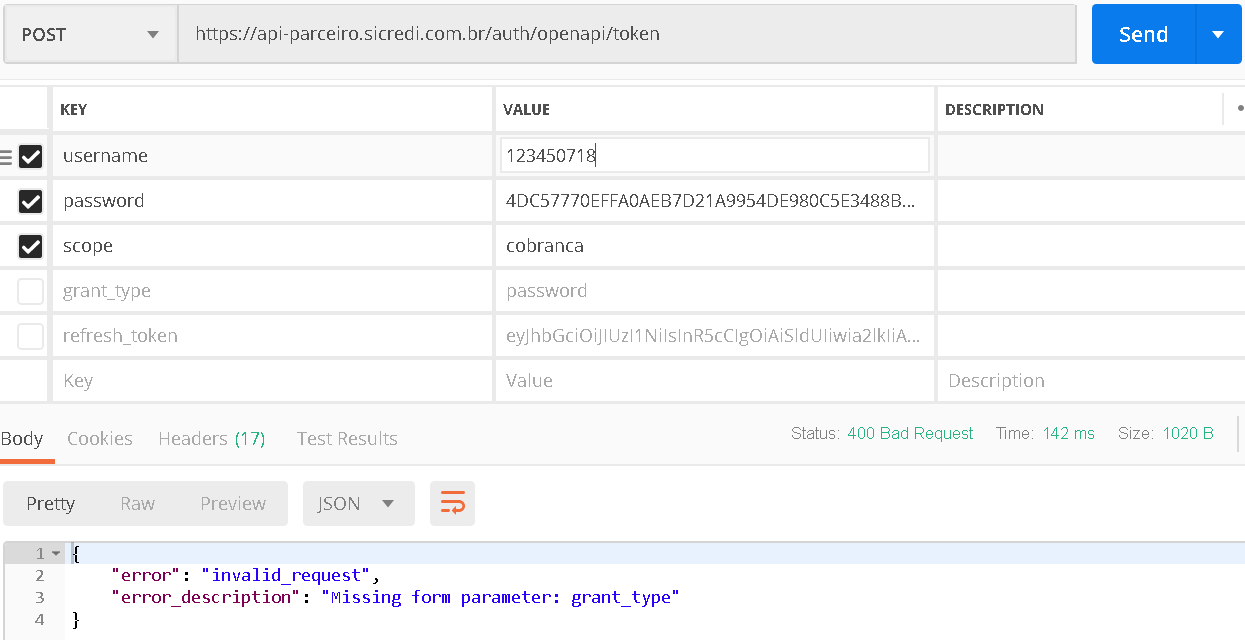 POST https://api-parceiro.sicredi.com.br/auth/openapi/token Send
KEY VALUE DESCRIPTION
username 123450718
password 4DC57770EFFA0AEB7D21A9954DE980C5E3488B...
scope cobranca
grant_type password
refresh_token eyJhbGciOiJIUzI1NiIsInR5cCIgOiAiSldUIiwia2lkIiA...
Key Value Description
Body Cookies Headers (17) Test Results Status: 400 Bad Request Time: 142 ms Size: 1020 B
Pretty Raw Preview JSON
1 {
2 "error": "invalid_request",
3 "error_description": "Missing form parameter: grant_type"
4 }